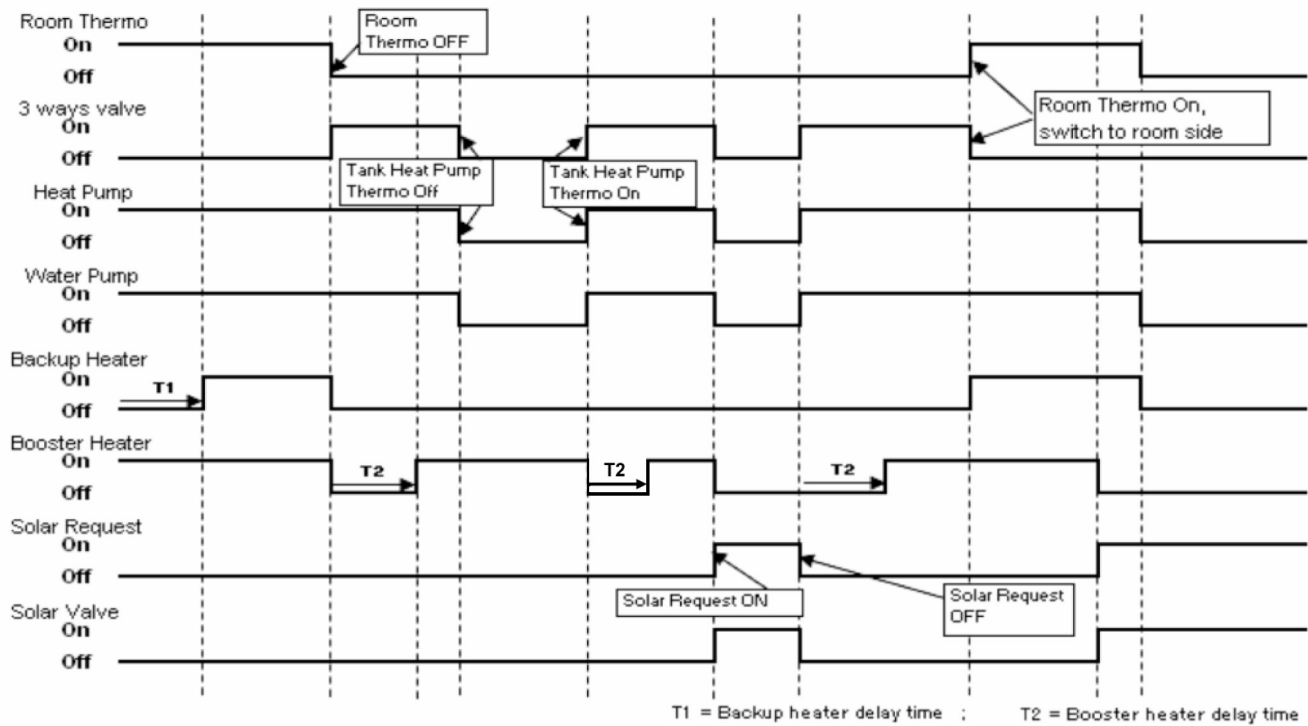 Room Thermo
On
Off
Room
Thermo OFF
3 ways valve
On
Off
Room Thermo On,
switch to room side
Tank Heat Pump
Thermo Off
Tank Heat Pump
Thermo On
Heat Pump
On
Off
Water Pump
On
Off
Backup Heater
On
T1
Off
Booster Heater
On
T2
T2
T2
Off
Solar Request
On
Off
Solar Request ON
Solar Request
OFF
Solar Valve
On
Off
T1 = Backup heater delay time ; T2 = Booster heater delay time